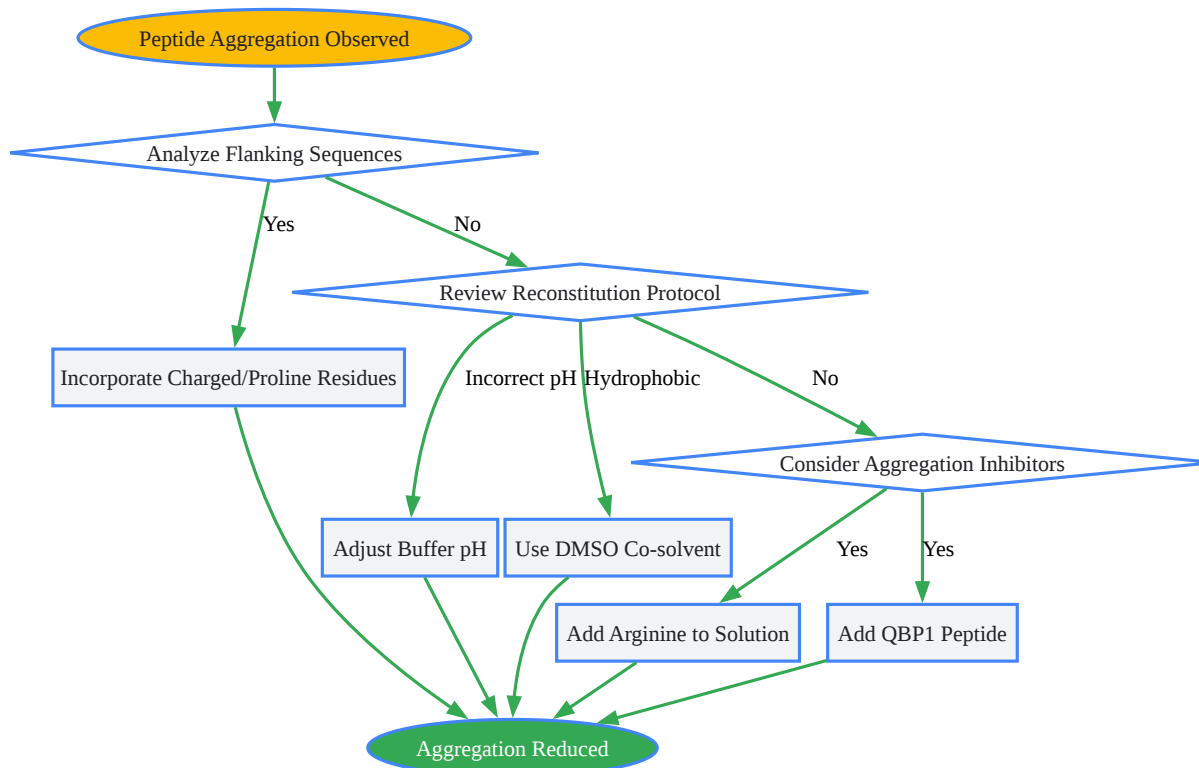 Peptide Aggregation Observed
Analyze Flanking Sequences
Yes
No
Review Reconstitution Protocol
Incorporate Charged/Proline Residues
Incorrect pH
Hydrophobic
No
Consider Aggregation Inhibitors
Adjust Buffer pH
Use DMSO Co-solvent
Yes
Yes
Add Arginine to Solution
Add QBP1 Peptide
Aggregation Reduced